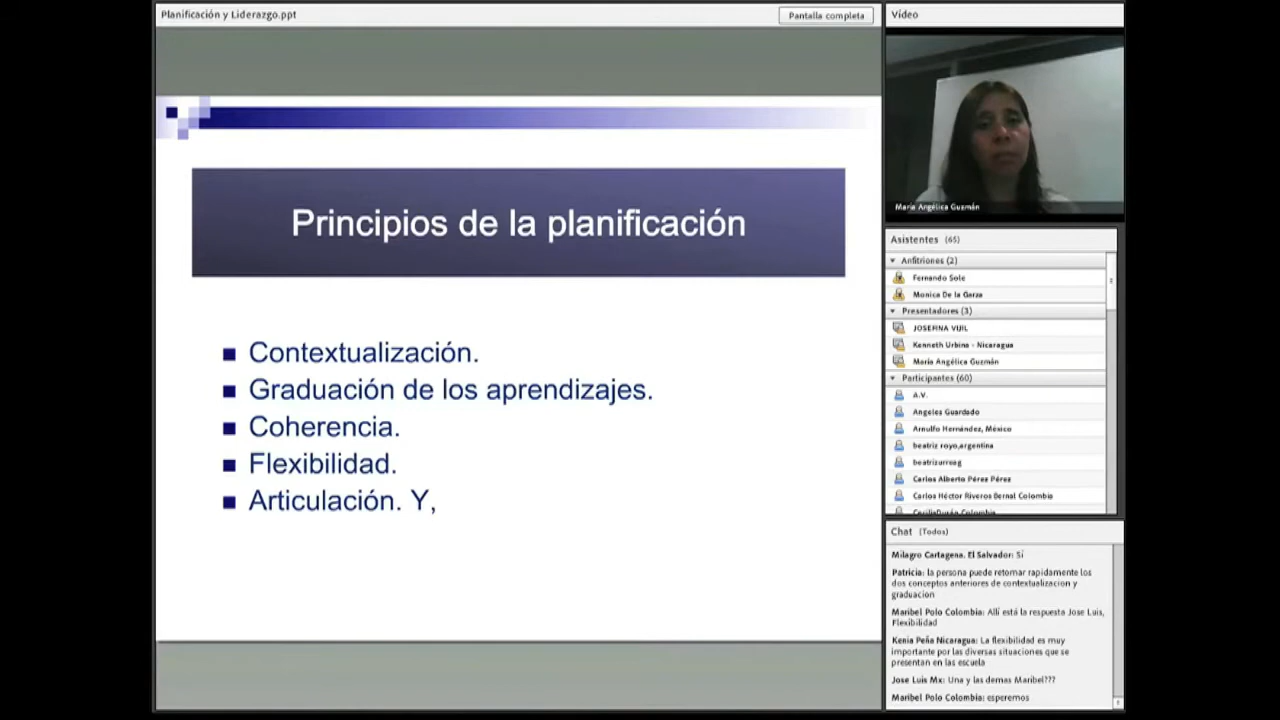 Planificación y Liderazgo.ppt
Pantalla completa
Principios de la planificación
Contextualización.
Graduación de los aprendizajes.
Coherencia.
Flexibilidad.
Articulación. Y,
Vídeo
María Angélica Guzmán
Asistentes (65)
Anfitriones (2)
Fernando Sole
Monica De la Garza
Presentadores (3)
JOSEFINA VIJIL
Kenneth Urbina - Nicaragua
María Angélica Guzmán
Participantes (60)
A.V.
Angeles Guardado
Arnulfo Hernández, México
beatriz royo,argentina
beatrizurreag
Carlos Alberto Pérez Pérez
Carlos Héctor Riveros Bernal Colombia
Chat (Todos)
Milagro Cartagena. El Salvador: Sí
Patricia: la persona puede retomar rapidamente los
dos conceptos anteriores de contextualizacion y
graduacion
Maribel Polo Colombia: Allí está la respuesta Jose Luis,
Flexibilidad
Kenia Peña Nicaragua: La flexibilidad es muy
importante por las diversas situaciones que se
presentan en las escuela
Jose Luis Mx: Una y las demas Maribel???
Maribel Polo Colombia: esperemos